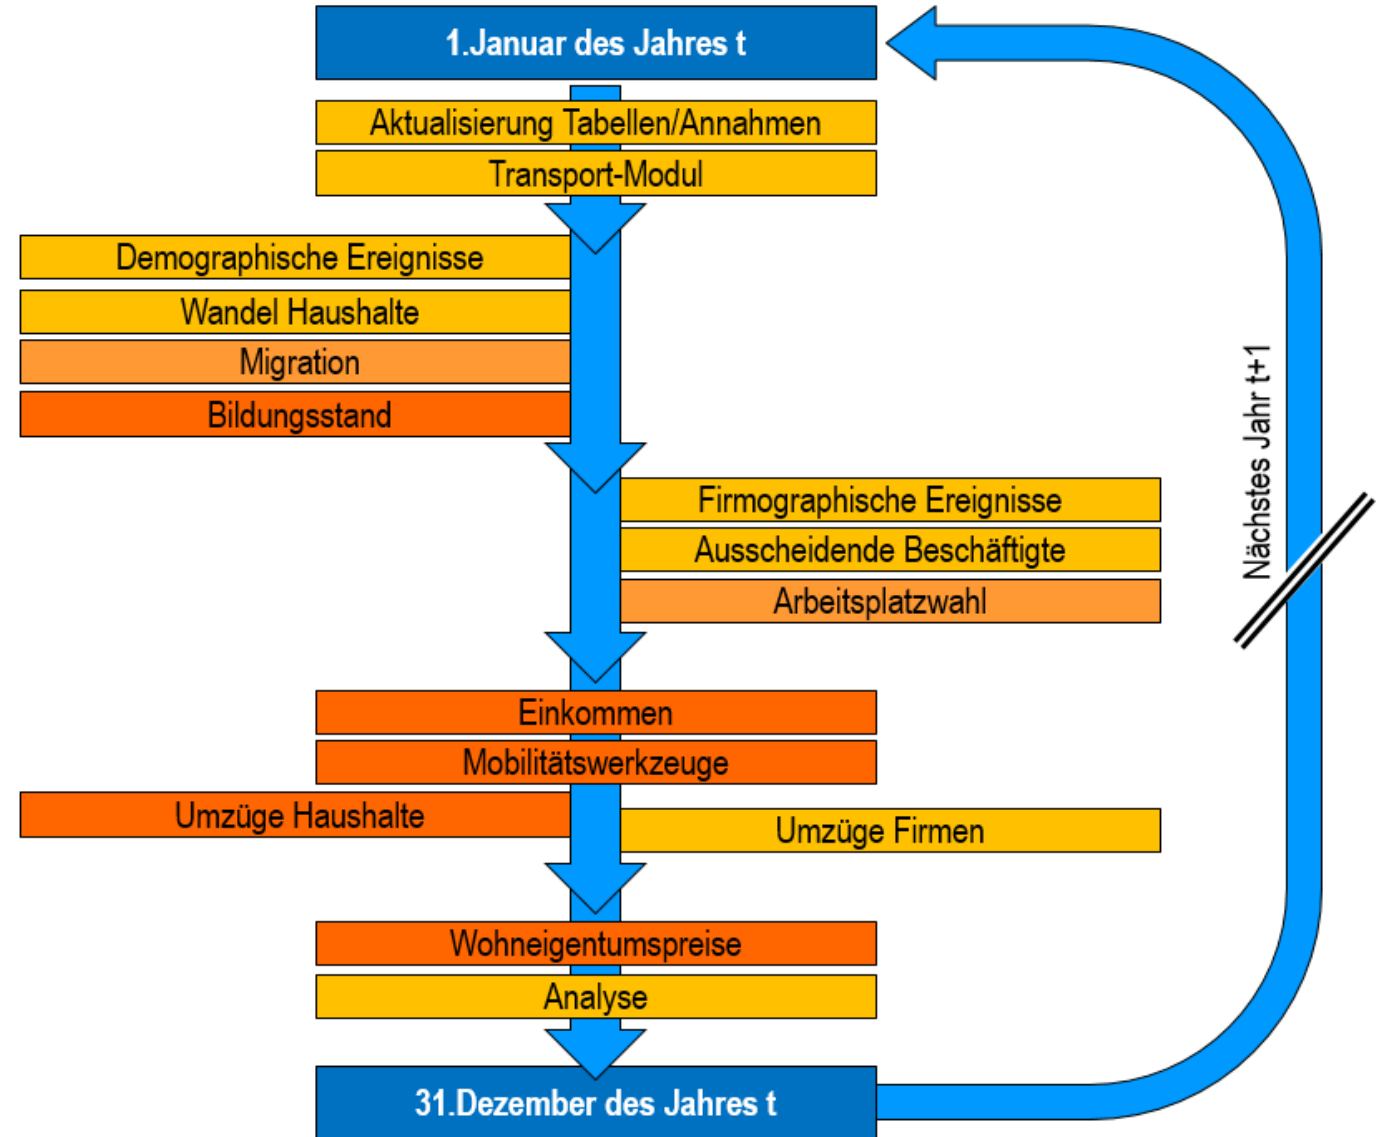 1.Januar des Jahres t
Aktualisierung Tabellen/Annahmen
Transport-Modul
Demographische Ereignisse
Wandel Haushalte
Migration
Bildungsstand
Firmographische Ereignisse
Ausscheidende Beschäftigte
Arbeitsplatzwahl
Einkommen
Mobilitätswerkzeuge
Umzüge Haushalte
Umzüge Firmen
Wohneigentumspreise
Analyse
31.Dezember des Jahres t
Nächstes Jahr t+1